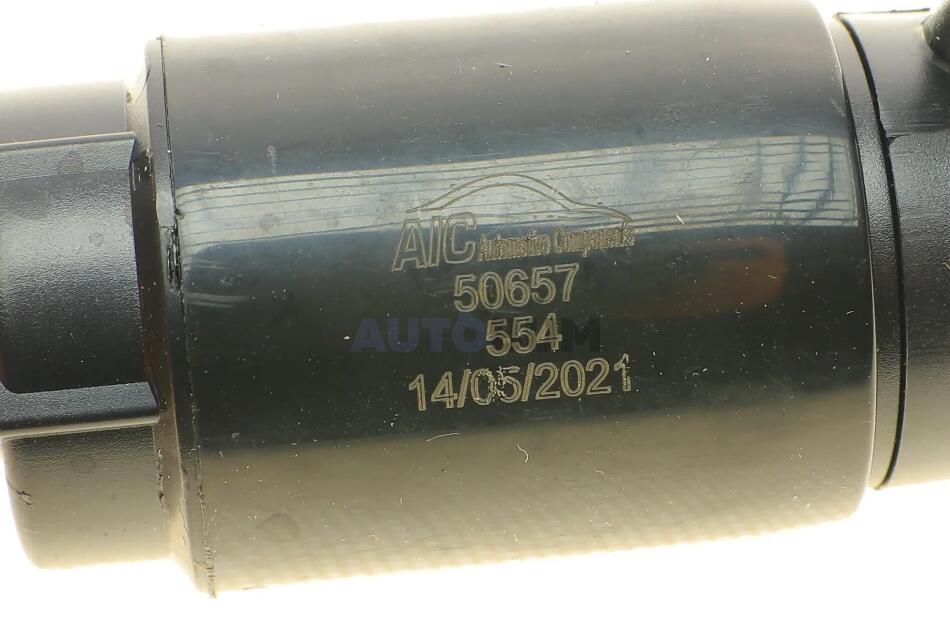 AIC Automotive Components
50657
554
14/05/2021